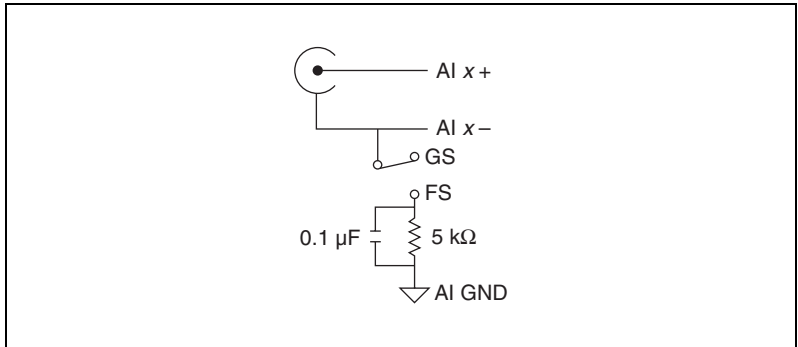 AI x+
AI x–
GS
FS
0.1 µF
5 kΩ
AI GND